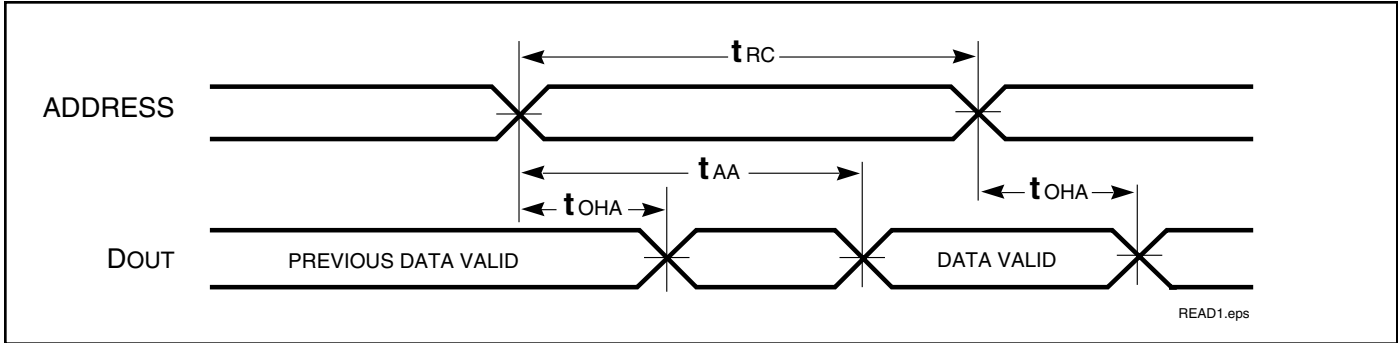 tRC
ADDRESS
tAA
tOHA
tOHA
DOUT
PREVIOUS DATA VALID
DATA VALID
READ1.eps